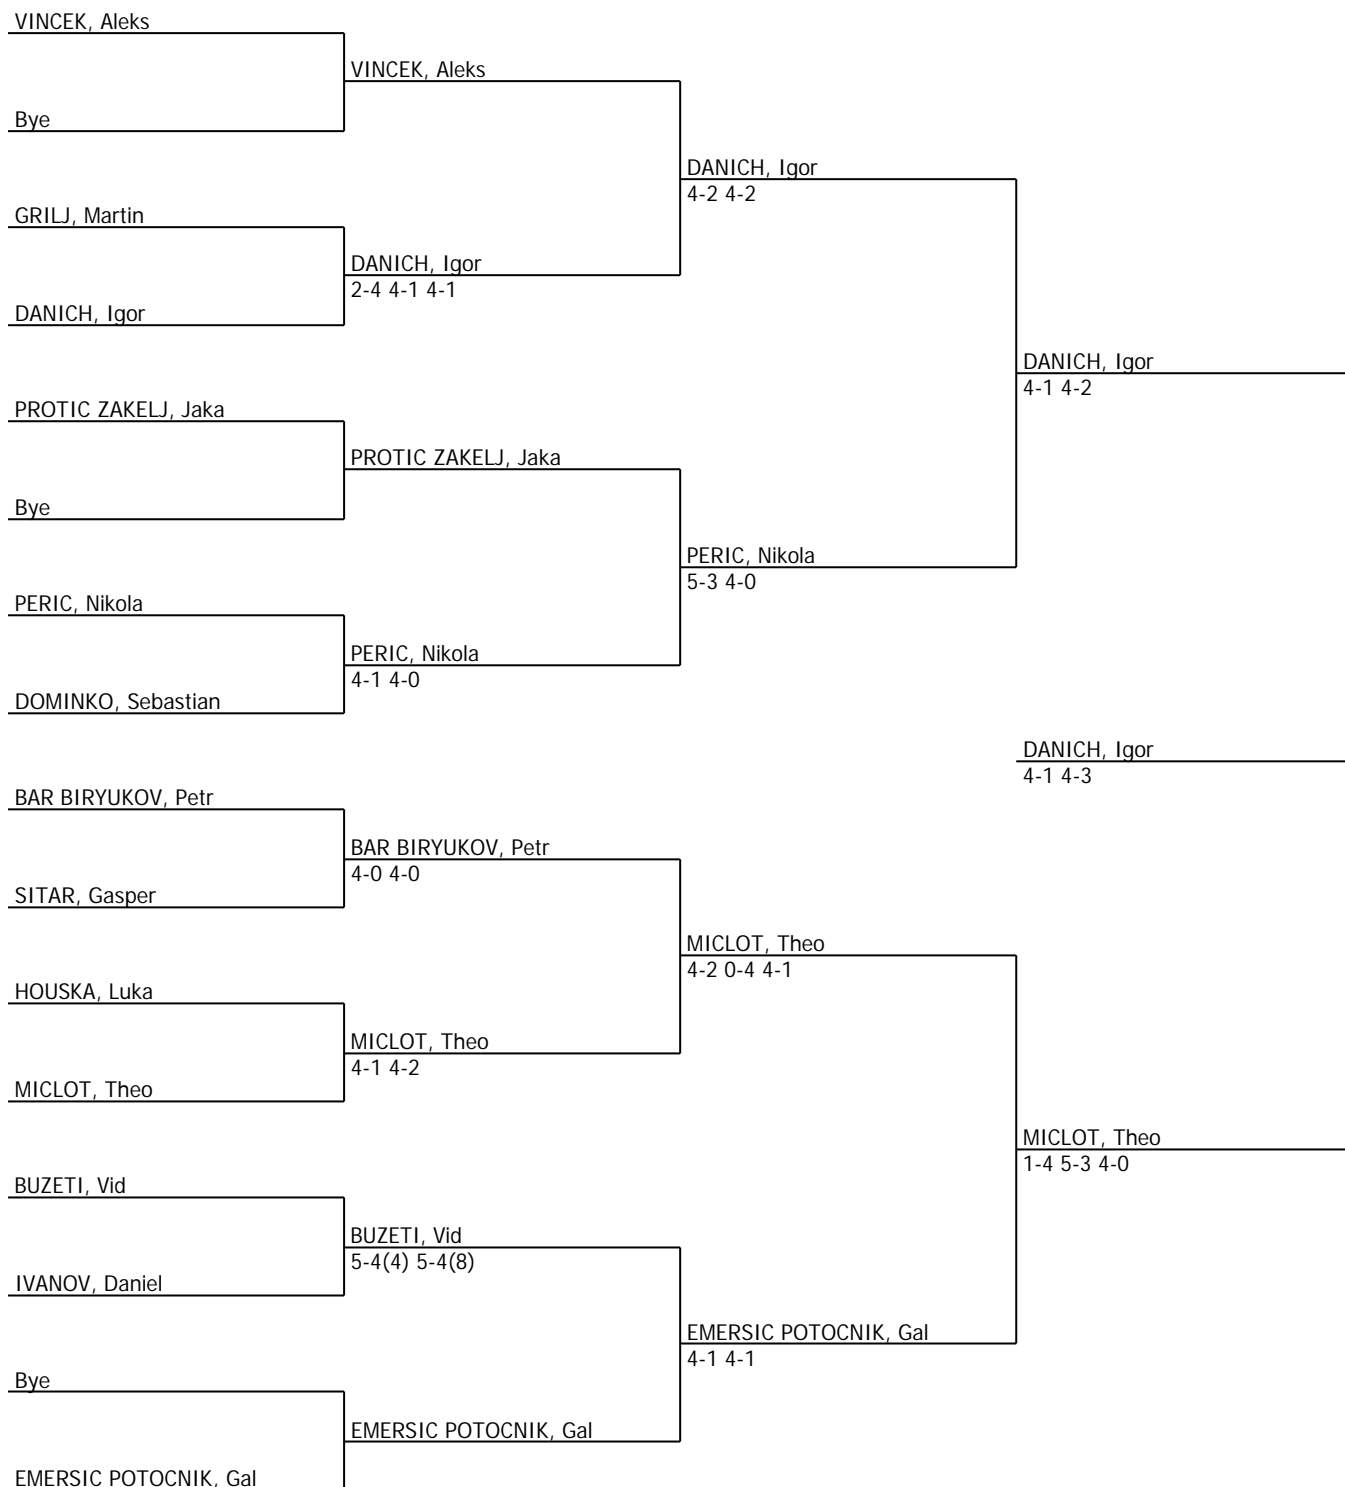 VINCEK, Aleks
VINCEK, Aleks
Bye
DANICH, Igor
4-2 4-2
GRILJ, Martin
DANICH, Igor
2-4 4-1 4-1
DANICH, Igor
DANICH, Igor
4-1 4-2
PROTIC ZAKELJ, Jaka
PROTIC ZAKELJ, Jaka
Bye
PERIC, Nikola
5-3 4-0
PERIC, Nikola
PERIC, Nikola
4-1 4-0
DOMINKO, Sebastian
DANICH, Igor
4-1 4-3
BAR BIRYUKOV, Petr
BAR BIRYUKOV, Petr
4-0 4-0
SITAR, Gasper
MICLOT, Theo
4-2 0-4 4-1
HOUSKA, Luka
MICLOT, Theo
4-1 4-2
MICLOT, Theo
MICLOT, Theo
1-4 5-3 4-0
BUZETI, Vid
BUZETI, Vid
5-4(4) 5-4(8)
IVANOV, Daniel
EMERSIC POTOCNIK, Gal
4-1 4-1
Bye
EMERSIC POTOCNIK, Gal
EMERSIC POTOCNIK, Gal